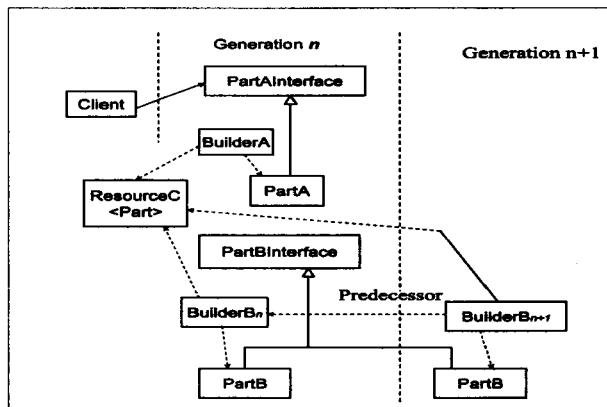 Generation n
Generation n+1
PartAInterface
Client
BuilderA
PartA
ResourceC
<Part>
PartBInterface
Predecessor
BuilderBn
BuilderBn+1
PartB
PartB